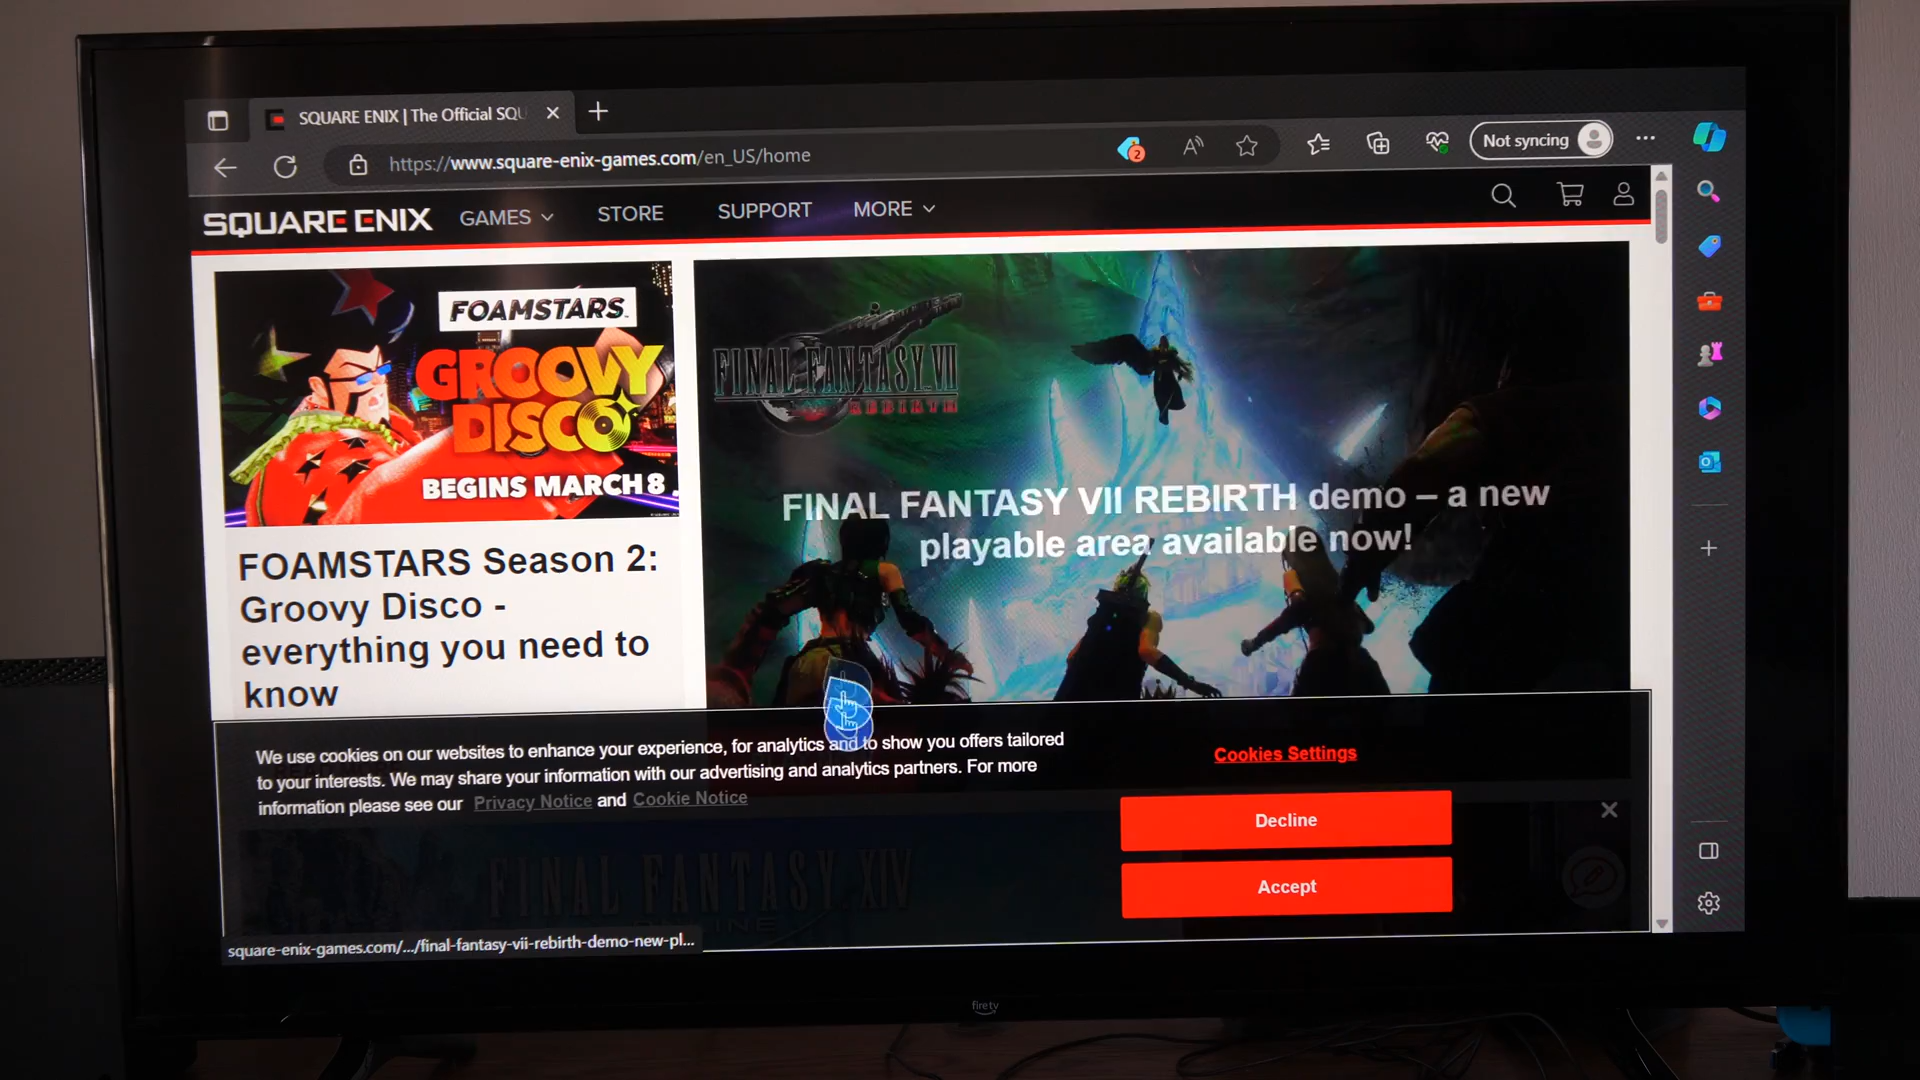 SQUARE ENIX | The Official SQU
https://www.square-enix-games.com/en_US/home
2
A
Not syncing
SQUARE ENIX
GAMES
STORE
SUPPORT
MORE
FOAMSTARS
GROOVY
DISCO
BEGINS MARCH 8
FOAMSTARS Season 2:
Groovy Disco -
everything you need to
know
FINAL FANTASY VII
REBIRTH
FINAL FANTASY VII REBIRTH demo – a new
playable area available now!
We use cookies on our websites to enhance your experience, for analytics and to show you offers tailored
to your interests. We may share your information with our advertising and analytics partners. For more
information please see our Privacy Notice and Cookie Notice
Cookies Settings
Decline
Accept
FINAL FANTASY XIV
ONLINE
square-enix-games.com/.../final-fantasy-vii-rebirth-demo-new-pl...
firetv